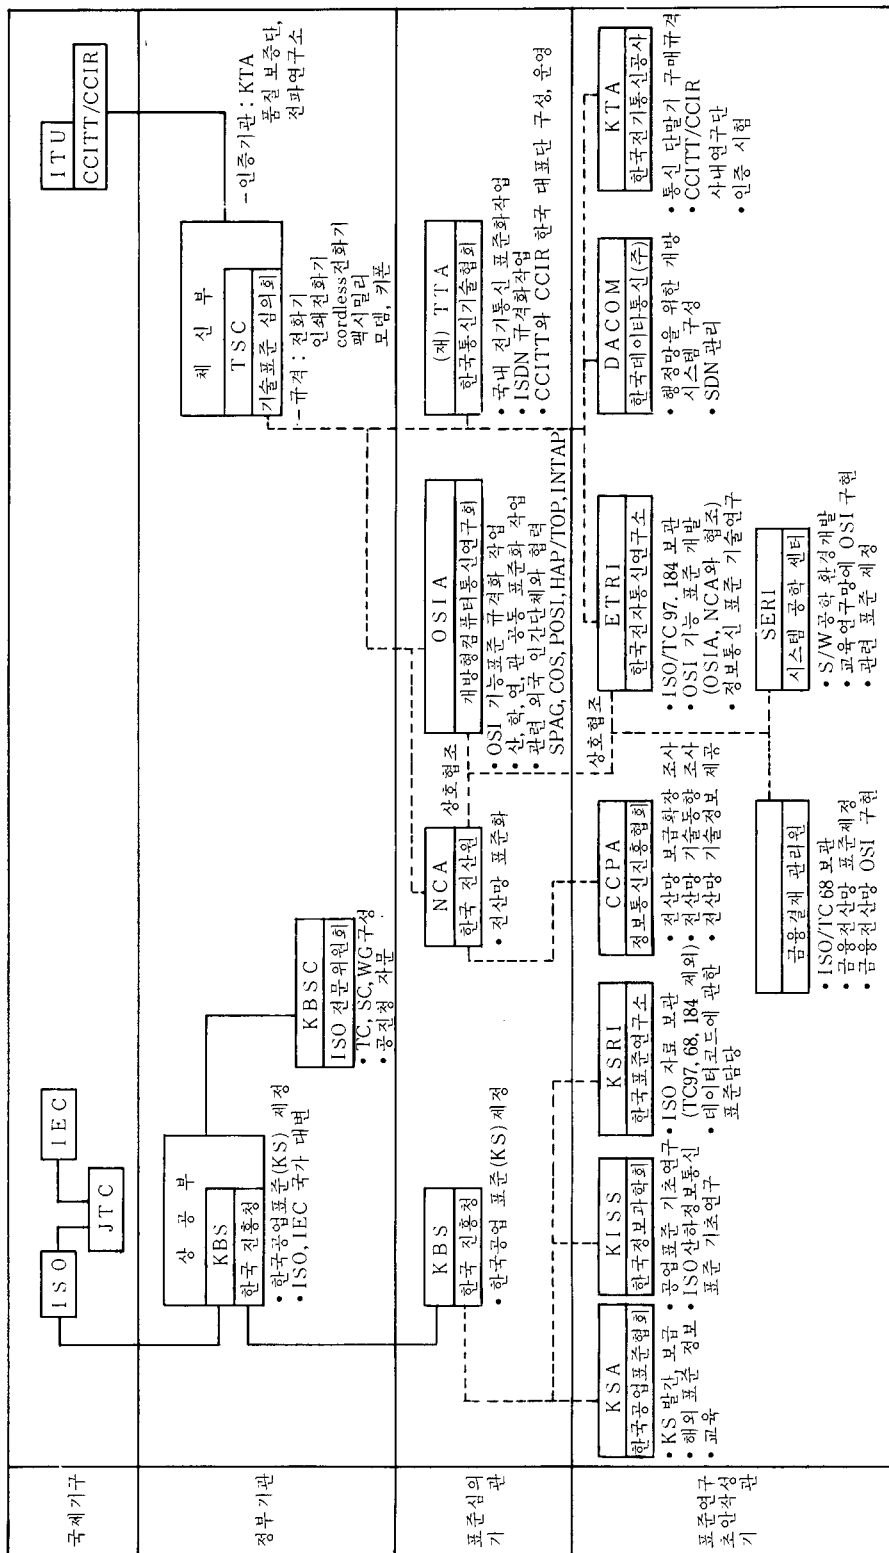 국제기구
ISO
IEC
JTC
ITU
CCITT/CCIR
정부기관
상 공 부
KBS
한국 진흥청
• 한국공업표준(KS) 제정
• ISO, IEC 국가 대변
KBSC
ISO 전문위원회
• TC, SC, WG 구성
• 공진청 자문
체 신 부
TSC
기술표준 심의회
-규격 : 전화기
인쇄전화기
cordless전화기
팩시밀리
모뎀, 키폰
-인증기관 : KTA
품질 보증단,
전파연구소
표준심의
기 관
KBS
한국 진흥청
• 한국공업 표준(KS) 제정
NCA
한국 전산원
• 전산망 표준화
상호협조
OSIA
개방형컴퓨터통신연구회
• OSI 기능표준 규격화 작업
• 산, 학, 연, 관 공동 표준화 작업
• 관련 외국 민간단체와 협력
SPAG, COS, POSI, HAP/TOP, INTAP
(재) TTA
한국통신기술협회
• 국내 전기통신 표준화작업
• ISDN 규격화작업
• CCITT와 CCIR 한국 대표단 구성, 운영
표준연구
초안작성
기 관
KSA
한국공업표준협회
• KS 발간, 보급
• 해외 표준 정보
• 교육
KISS
한국정보과학회
• 공업표준 기초연구
• ISO 산하정보통신
표준 기초연구
KSRI
한국표준연구소
• ISO 자료 보관
(TC97, 68, 184 제외)
• 데이터코드에 관한
표준담당
CCPA
정보통신진흥협회
• 전산망 보급확장 조사
• 전산망 기술동향 조사
• 전산망 기술정보 제공
상호협조
ETRI
한국전자통신연구소
• ISO/TC 97. 184 보관
• OSI 기능 표준 개발
(OSIA, NCA와 협조)
• 정보통신 표준 기술연구
DACOM
한국데이타통신(주)
• 행정망을 위한 개방
시스템 구성
• SDN 관리
KTA
한국전기통신공사
• 통신 단말기 구매규격
• CCITT/CCIR
사내연구단
• 인증 시험
금융결재 관리원
• ISO/TC 68 보관
• 금융전산망 표준제정
• 금융전산망 OSI 구현
SERI
시스템 공학 센터
• S/W공학 환경개발
• 교육연구망에 OSI 구현
• 관련 표준 제정